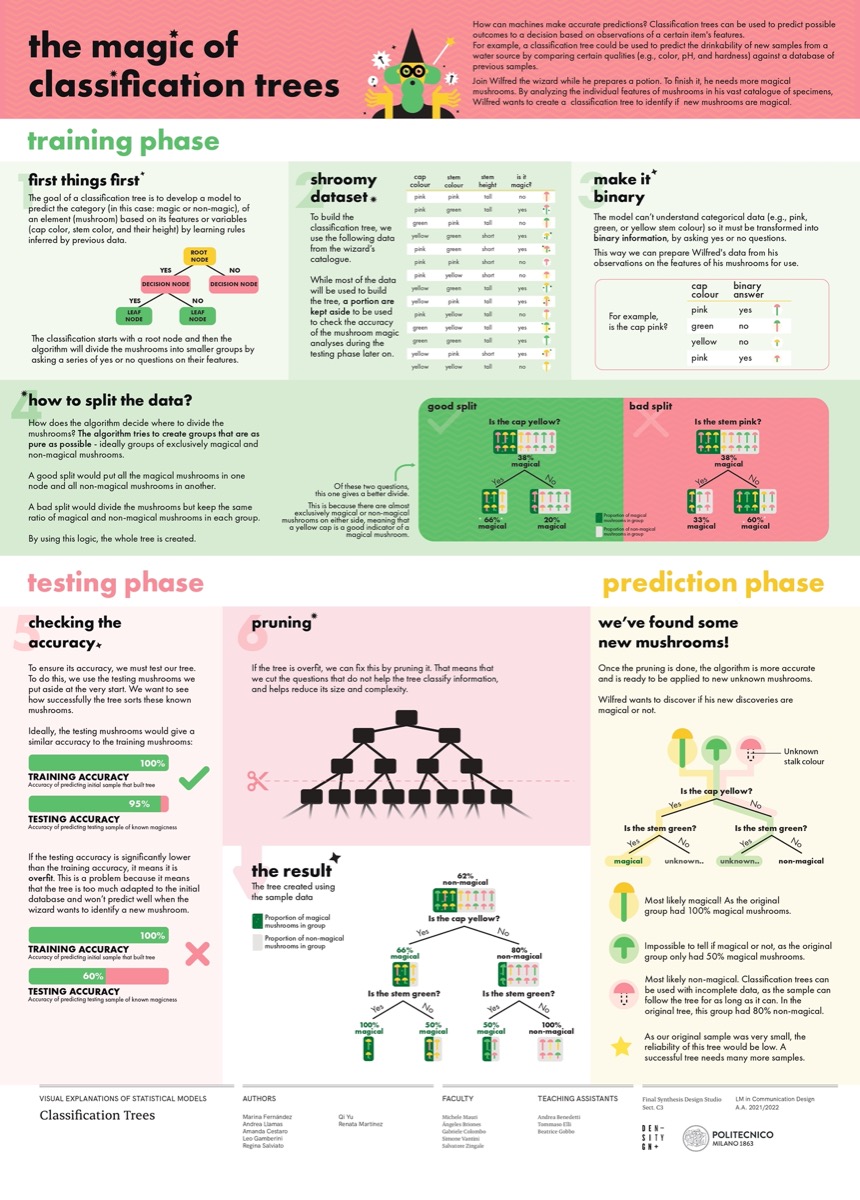 the magic of
classification trees
How can machines make accurate predictions? Classification trees can be used to predict possible
outcomes to a decision based on observations of a certain item's features.
For example, a classification tree could be used to predict the drinkability of new samples from a
water source by comparing certain qualities (e.g., color, pH, and hardness) against a database of
previous samples.
Join Wilfred the wizard while he prepares a potion. To finish it, he needs more magical
mushrooms. By analyzing the individual features of mushrooms in his vast catalogue of specimens,
Wilfred wants to create a classification tree to identify if new mushrooms are magical.
training phase
1
first things first
The goal of a classification tree is to develop a model to
predict the category (in this case: magic or non-magic), of
an element (mushroom) based on its features or variables
(cap color, stem color, and their height) by learning rules
inferred by previous data.
ROOT
NODE
YES
NO
DECISION NODE
DECISION NODE
YES
NO
LEAF
NODE
LEAF
NODE
The classification starts with a root node and then the
algorithm will divide the mushrooms into smaller groups by
asking a series of yes or no questions on their features.
2
shroomy
dataset
To build the
classification tree, we
use the following data
from the wizard's
catalogue.
While most of the data
will be used to build
the tree, a portion are
kept aside to be used
to check the accuracy
of the mushroom magic
analyses during the
testing phase later on.
cap colour stem colour stem height is it magic?
pink pink tall no
pink green tall yes
green pink tall no
yellow green short yes
pink green short yes
pink pink short no
pink yellow short no
yellow green tall yes
yellow pink tall yes
pink yellow tall no
green yellow tall yes
green green tall yes
yellow pink short yes
yellow yellow tall no
3
make it
binary
The model can't understand categorical data (e.g., pink,
green, or yellow stem colour) so it must be transformed into
binary information, by asking yes or no questions.
This way we can prepare Wilfred's data from his
observations on the features of his mushrooms for use.
For example,
is the cap pink?
cap colour binary answer
pink yes
green no
yellow no
pink yes
4
how to split the data?
How does the algorithm decide where to divide the
mushrooms? The algorithm tries to create groups that are as
pure as possible - ideally groups of exclusively magical and
non-magical mushrooms.
A good split would put all the magical mushrooms in one
node and all non-magical mushrooms in another.
A bad split would divide the mushrooms but keep the same
ratio of magical and non-magical mushrooms in each group.
By using this logic, the whole tree is created.
Of these two questions,
this one gives a better divide.
This is because there are almost
exclusively magical or non-magical
mushrooms on either side, meaning that
a yellow cap is a good indicator of a
magical mushroom.
good split
Is the cap yellow?
38%
magical
Yes
No
66%
magical
20%
magical
Proportion of magical
mushrooms in group
Proportion of non-magical
mushrooms in group
bad split
Is the stem pink?
38%
magical
Yes
No
33%
magical
60%
magical
testing phase
5
checking the
accuracy
To ensure its accuracy, we must test our tree.
To do this, we use the testing mushrooms we
put aside at the very start. We want to see
how successfully the tree sorts these known
mushrooms.
Ideally, the testing mushrooms would give a
similar accuracy to the training mushrooms:
100%
TRAINING ACCURACY
Accuracy of predicting initial sample that built tree
95%
TESTING ACCURACY
Accuracy of predicting testing sample of known magicness
If the testing accuracy is significantly lower
than the training accuracy, it means it is
overfit. This is a problem because it means
that the tree is too much adapted to the initial
database and won't predict well when the
wizard wants to identify a new mushroom.
100%
TRAINING ACCURACY
Accuracy of predicting initial sample that built tree
60%
TESTING ACCURACY
Accuracy of predicting testing sample of known magicness
6
pruning
If the tree is overfit, we can fix this by pruning it. That means that
we cut the questions that do not help the tree classify information,
and helps reduce its size and complexity.
the result
The tree created using
the sample data
Proportion of magical
mushrooms in group
Proportion of non-magical
mushrooms in group
62%
non-magical
Is the cap yellow?
Yes
No
66%
magical
80%
non-magical
Is the stem green?
Is the stem green?
Yes
No
Yes
No
100%
magical
50%
magical
50%
magical
100%
non-magical
prediction phase
we've found some
new mushrooms!
Once the pruning is done, the algorithm is more accurate
and is ready to be applied to new unknown mushrooms.
Wilfred wants to discover if his new discoveries are
magical or not.
Unknown
stalk colour
Is the cap yellow?
Yes
No
Is the stem green?
Is the stem green?
Yes
No
Yes
No
magical
unknown..
unknown..
non-magical
Most likely magical! As the original
group had 100% magical mushrooms.
Impossible to tell if magical or not, as the original
group only had 50% magical mushrooms.
Most likely non-magical. Classification trees can
be used with incomplete data, as the sample can
follow the tree for as long as it can. In the
original tree, this group had 80% non-magical.
As our original sample was very small, the
reliability of this tree would be low. A
successful tree needs many more samples.
VISUAL EXPLANATIONS OF STATISTICAL MODELS
Classification Trees
AUTHORS
Marina Fernández
Andrea Llamas
Amanda Cestaro
Leo Gamberini
Regina Salviato
Qi Yu
Renata Martínez
FACULTY
Michele Mauri
Ángeles Briones
Gabriele Colombo
Simone Vantini
Salvatore Zingale
TEACHING ASSISTANTS
Andrea Benedetti
Tommaso Elli
Beatrice Gobbo
Final Synthesis Design Studio
Sect. C3
LM in Communication Design
A.A. 2021/2022
DEN-
SITY
GN+
POLITECNICO
MILANO 1863